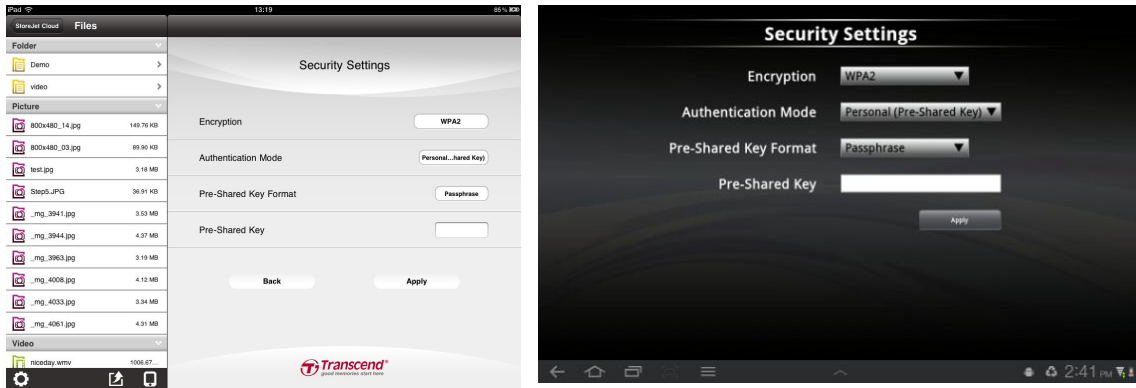 iPad 13:19 85%
StoreJet Cloud Files
Folder
Demo
video
Picture
800x480_14.jpg 149.76 KB
800x480_03.jpg 89.90 KB
test.jpg 3.18 MB
Step5.JPG 36.91 KB
_mg_3941.jpg 3.53 MB
_mg_3944.jpg 4.37 MB
_mg_3963.jpg 3.19 MB
_mg_4008.jpg 4.12 MB
_mg_4033.jpg 3.34 MB
_mg_4061.jpg 4.31 MB
Video
niceday.wmv 1006.67...
Security Settings
Encryption WPA2
Authentication Mode Personal...hared Key)
Pre-Shared Key Format Passphrase
Pre-Shared Key
Back Apply
Transcend®
good memories start here
Security Settings
Encryption WPA2
Authentication Mode Personal (Pre-Shared Key)
Pre-Shared Key Format Passphrase
Pre-Shared Key
Apply
2:41 PM